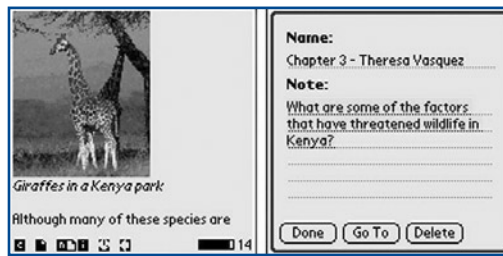 Giraffes in a Kenya park
Although many of these species are
14
Name:
Chapter 3 - Theresa Vasquez
Note:
What are some of the factors
that have threatened wildlife in
Kenya?
Done
Go To
Delete